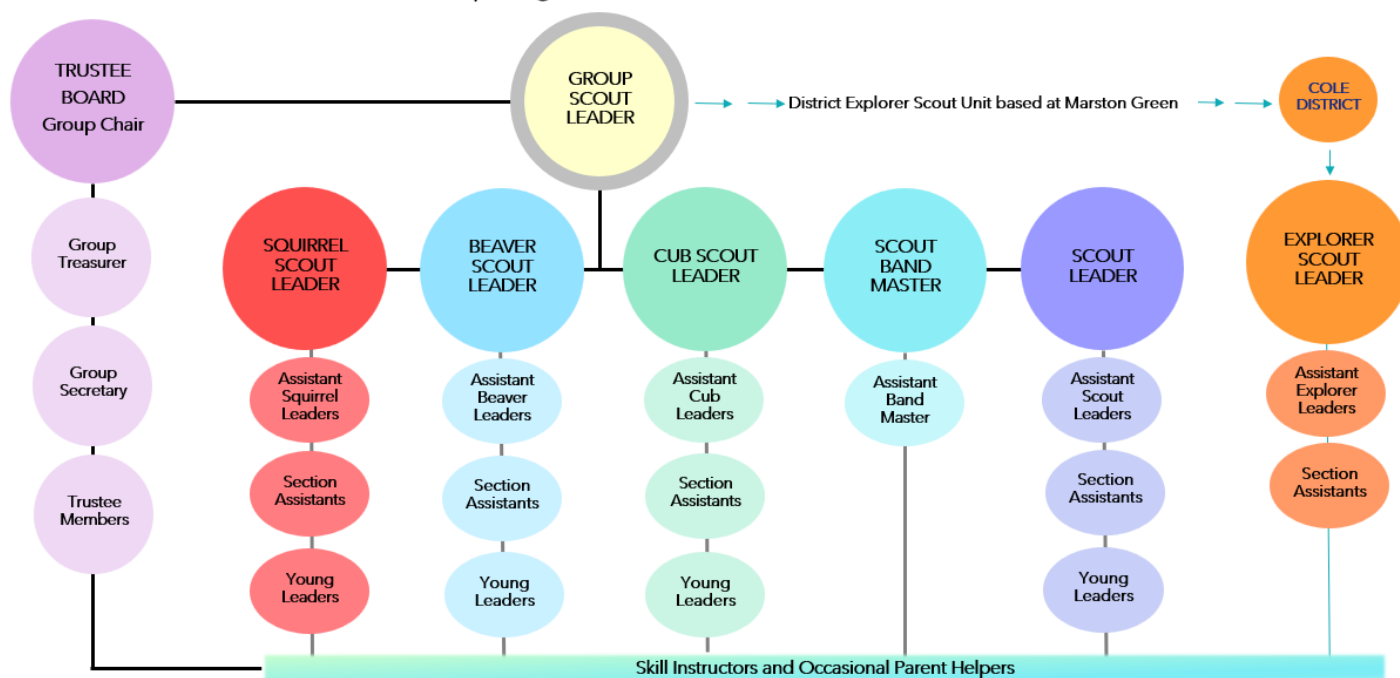 TRUSTEE
BOARD
Group Chair
GROUP
SCOUT
LEADER
District Explorer Scout Unit based at Marston Green
COLE
DISTRICT
Group
Treasurer
Group
Secretary
Trustee
Members
SQUIRREL
SCOUT
LEADER
Assistant
Squirrel
Leaders
Section
Assistants
Young
Leaders
BEAVER
SCOUT
LEADER
Assistant
Beaver
Leaders
Section
Assistants
Young
Leaders
CUB SCOUT
LEADER
Assistant
Cub
Leaders
Section
Assistants
Young
Leaders
SCOUT
BAND
MASTER
Assistant
Band
Master
SCOUT
LEADER
Assistant
Scout
Leaders
Section
Assistants
Young
Leaders
EXPLORER
SCOUT
LEADER
Assistant
Explorer
Leaders
Section
Assistants
Skill Instructors and Occasional Parent Helpers